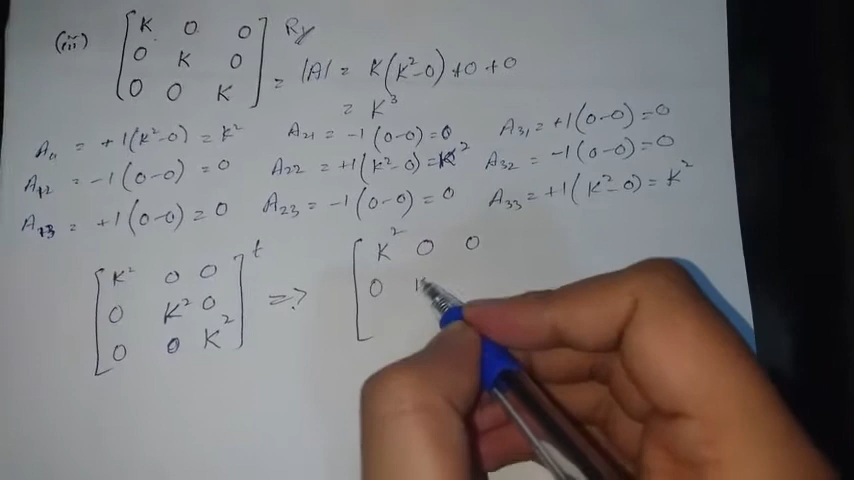 (iii) [K 0 0 R₁
0 K 0
0 0 K] = |A| = K(K²-0)+0+0
= K³
A₁₁ = +1(K²-0) = K² A₂₁ = -1(0-0)=0 A₃₁ = +1(0-0)=0
A₁₂ = -1(0-0) = 0 A₂₂ = +1(K²-0)=K² A₃₂ = -1(0-0)=0
A₁₃ = +1(0-0) = 0 A₂₃ = -1(0-0) = 0 A₃₃ = +1(K²-0)=K²
[K² 0 0
0 K² 0
0 0 K²]ᵗ => [K² 0 0
0 K